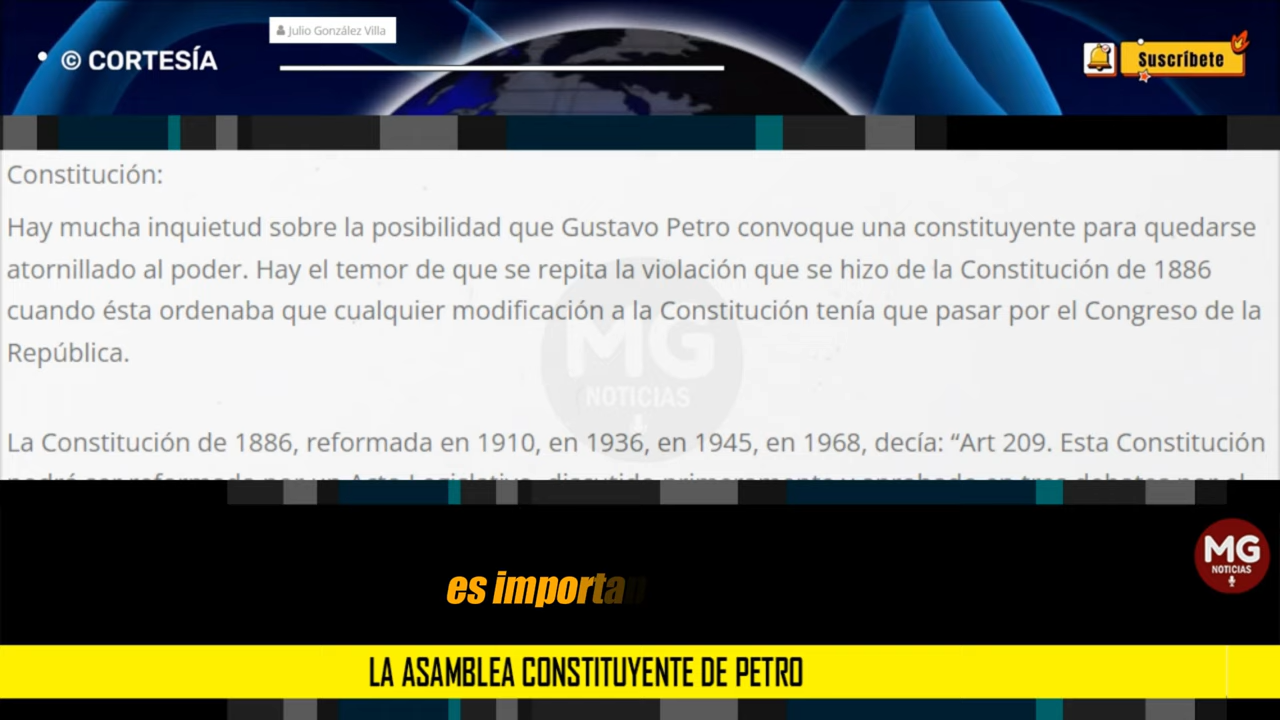 Julio González Villa
© CORTESÍA
Suscríbete
Constitución:
Hay mucha inquietud sobre la posibilidad que Gustavo Petro convoque una constituyente para quedarse
atornillado al poder. Hay el temor de que se repita la violación que se hizo de la Constitución de 1886
cuando ésta ordenaba que cualquier modificación a la Constitución tenía que pasar por el Congreso de la
República.
MG
NOTICIAS
La Constitución de 1886, reformada en 1910, en 1936, en 1945, en 1968, decía: “Art 209. Esta Constitución
MG
NOTICIAS
es importan
LA ASAMBLEA CONSTITUYENTE DE PETRO